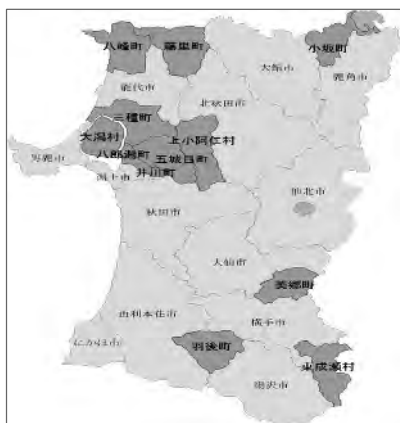 八峰町
藤里町
小坂町
大館市
鹿角市
能代市
北秋田市
三種町
大潟村
上小阿仁村
八郎潟町
五城目町
男鹿市
潟上市
井川町
仙北市
秋田市
大仙市
美郷町
由利本荘市
横手市
にかほ市
羽後町
東成瀬村
湯沢市